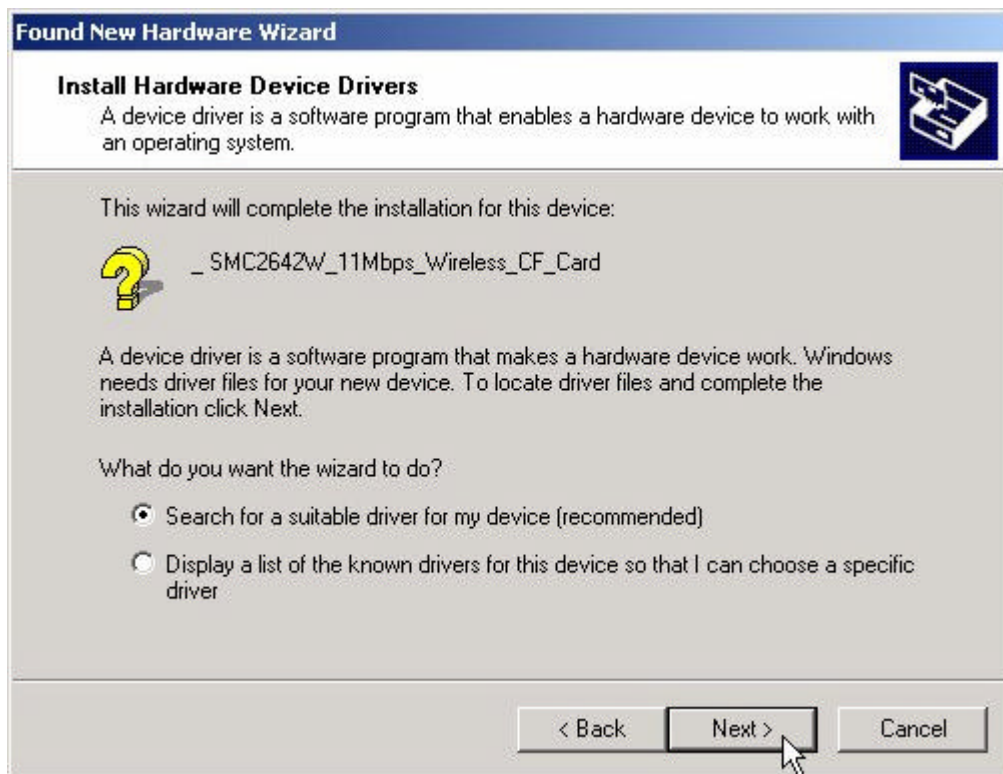 Found New Hardware Wizard
Install Hardware Device Drivers
A device driver is a software program that enables a hardware device to work with
an operating system.
This wizard will complete the installation for this device:
_ SMC2642W_11Mbps_Wireless_CF_Card
A device driver is a software program that makes a hardware device work. Windows
needs driver files for your new device. To locate driver files and complete the
installation click Next.
What do you want the wizard to do?
Search for a suitable driver for my device (recommended)
Display a list of the known drivers for this device so that I can choose a specific
driver
< Back Next > Cancel